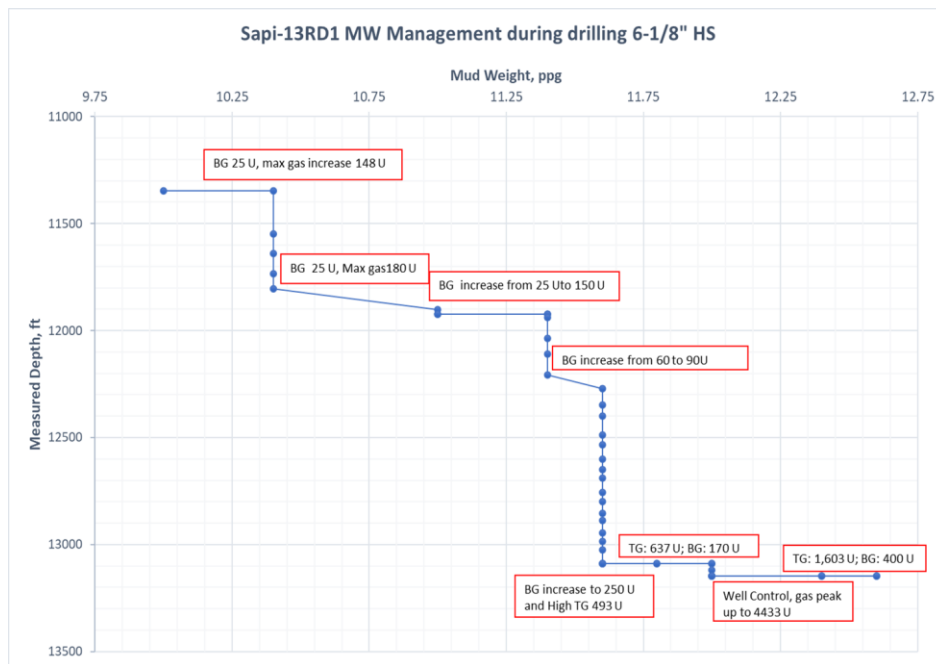 Sapi-13RD1 MW Management during drilling 6-1/8" HS
Mud Weight, ppg
9.75 10.25 10.75 11.25 11.75 12.25 12.75
11000
BG 25 U, max gas increase 148 U
11500
BG 25 U, Max gas180 U
BG increase from 25 Uto 150 U
12000
BG increase from 60 to 90U
Measured Depth, ft
12500
13000
TG: 637 U; BG: 170 U
TG: 1,603 U; BG: 400 U
BG increase to 250 U
and High TG 493 U
Well Control, gas peak
up to 4433 U
13500